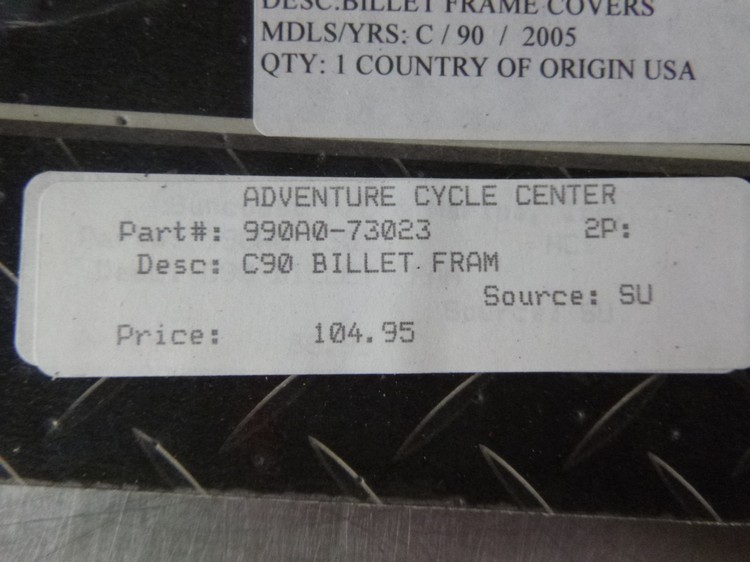 DESC:BILLET FRAME COVERS
MDLS/YRS: C / 90 / 2005
QTY: 1 COUNTRY OF ORIGIN USA
ADVENTURE CYCLE CENTER
Part#: 990A0-73023 2P:
Desc: C90 BILLET FRAM
Source: SU
Price: 104.95